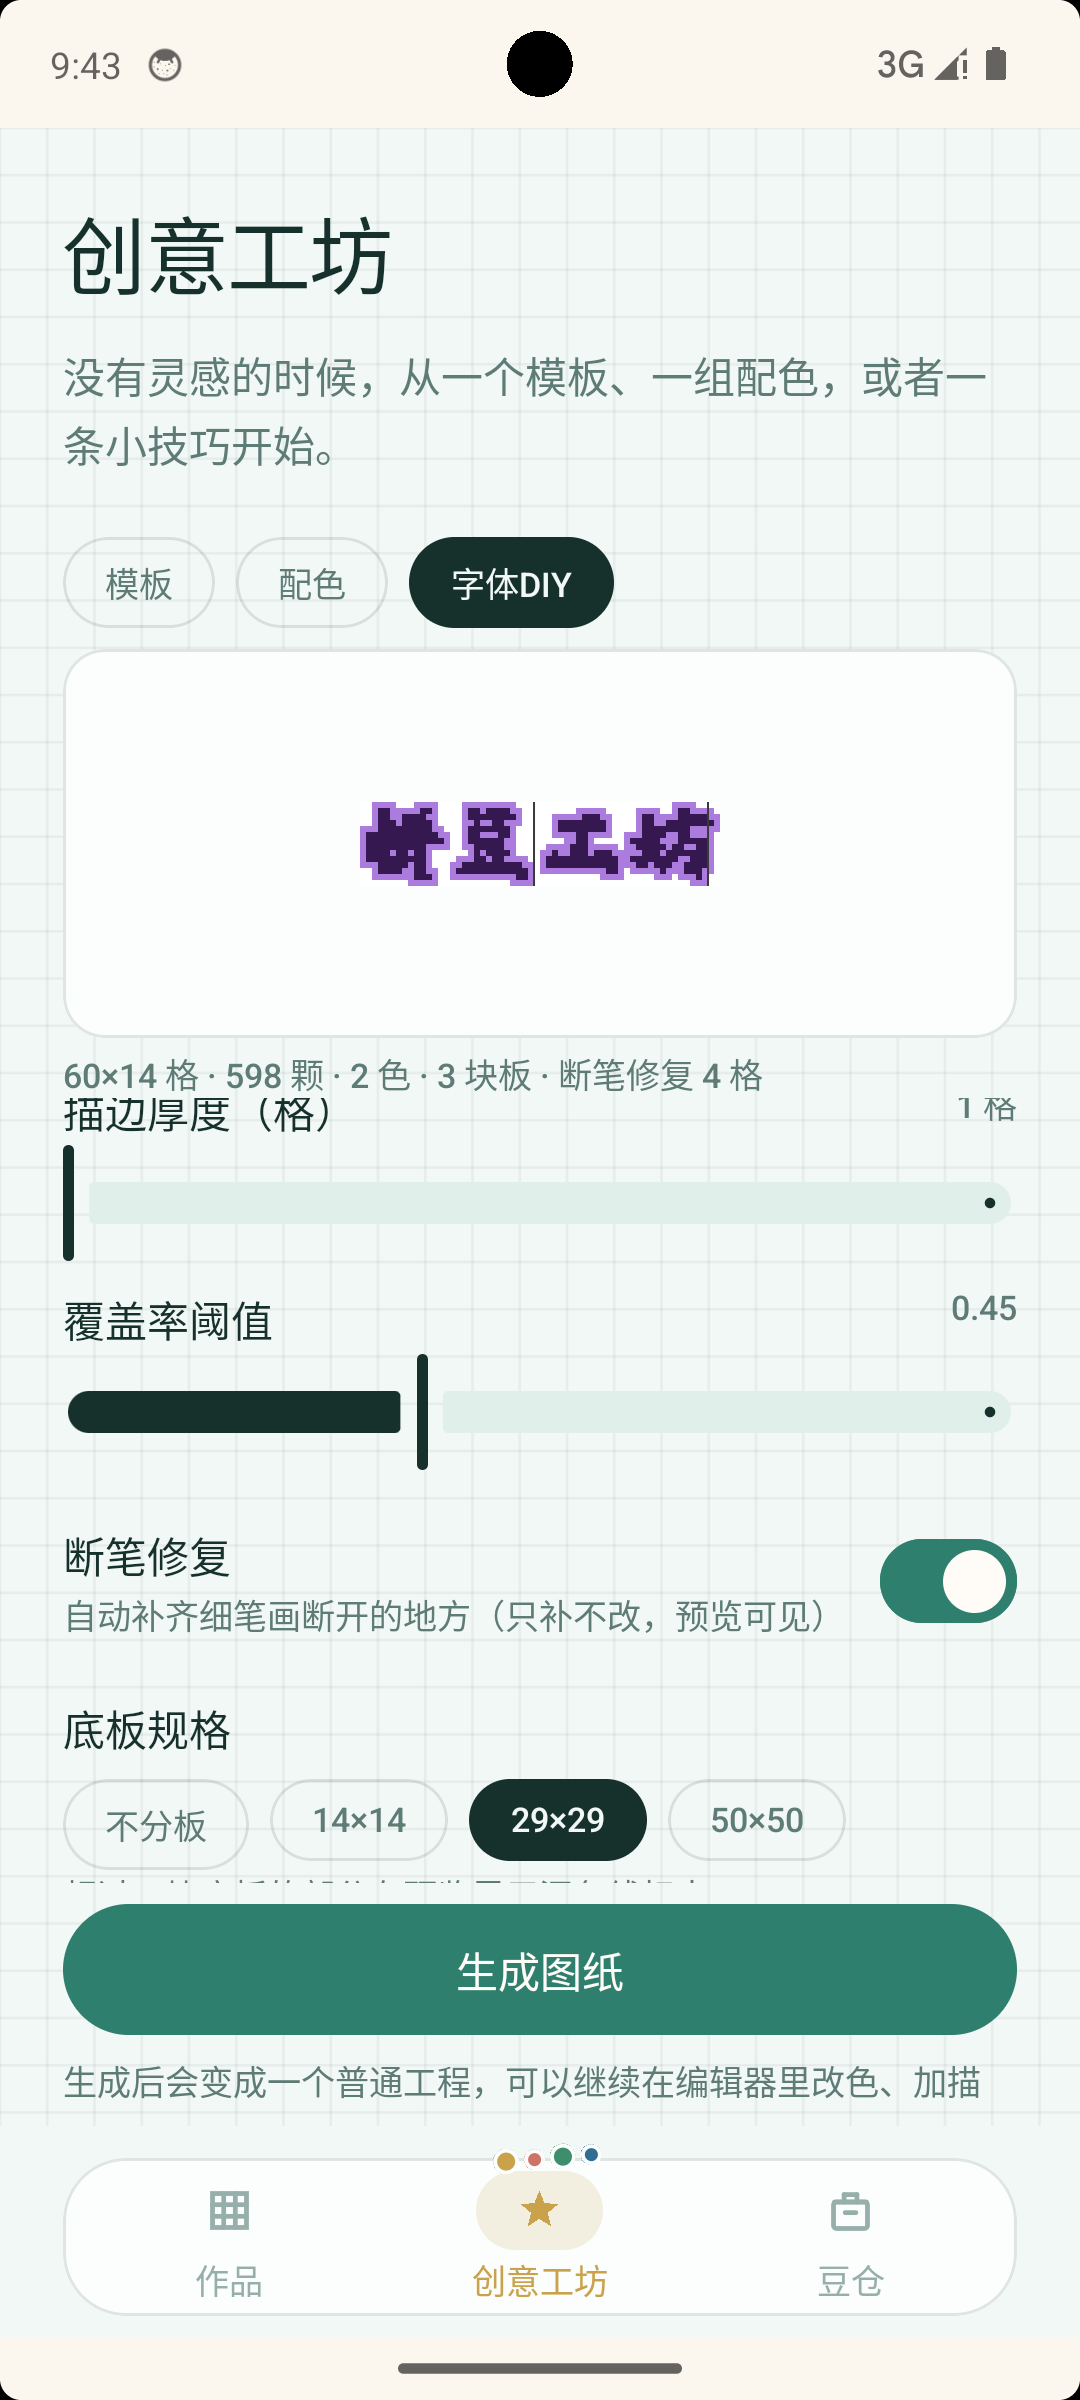 9:43
3G
创意工坊
没有灵感的时候，从一个模板、一组配色，或者一
条小技巧开始。
模板
配色
字体DIY
豆工坊
60×14 格 · 598 颗 · 2 色 · 3 块板 · 断笔修复 4 格
描边厚度（格）
1 格
覆盖率阈值
0.45
断笔修复
自动补齐细笔画断开的地方（只补不改，预览可见）
底板规格
不分板
14×14
29×29
50×50
生成图纸
生成后会变成一个普通工程，可以继续在编辑器里改色、加描
作品
创意工坊
豆仓